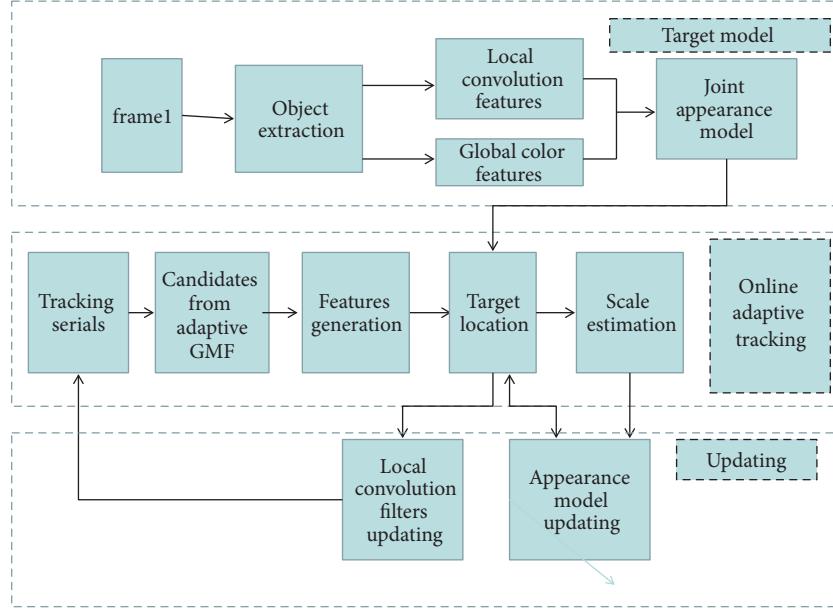 Target model
frame1
Object
extraction
Local
convolution
features
Global color
features
Joint
appearance
model
Tracking
serials
Candidates
from
adaptive
GMF
Features
generation
Target
location
Scale
estimation
Online
adaptive
tracking
Local
convolution
filters
updating
Appearance
model
updating
Updating